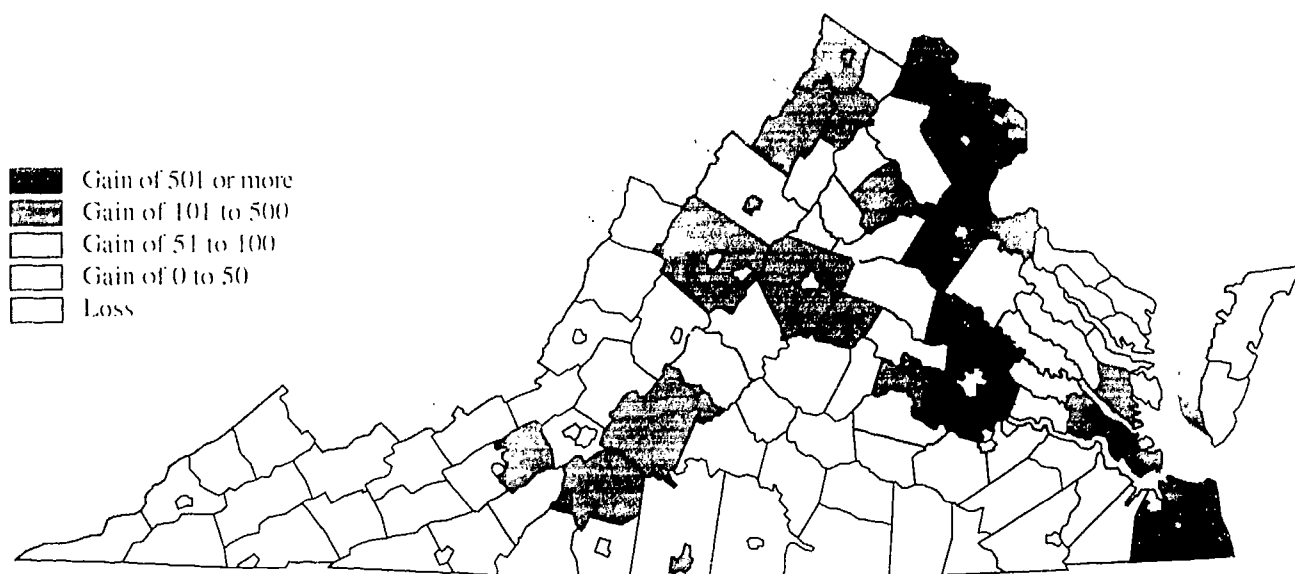 Gain of 501 or more
Gain of 101 to 500
Gain of 51 to 100
Gain of 0 to 50
Loss